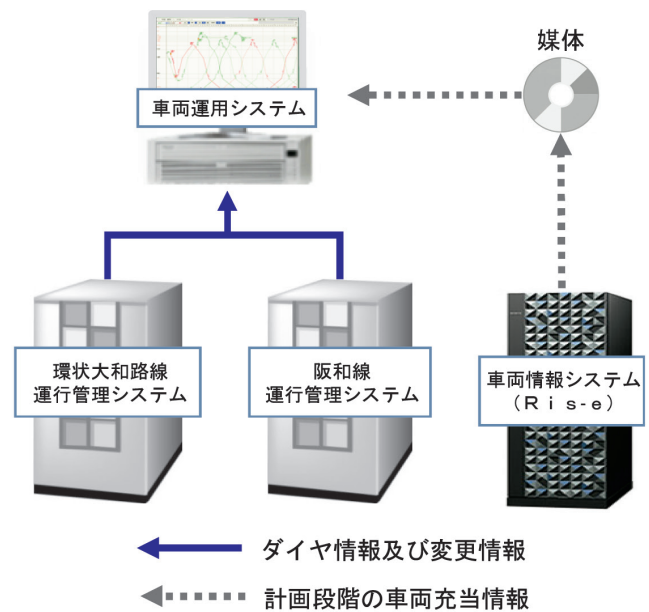 媒体
車両運用システム
環状大和路線
運行管理システム
阪和線
運行管理システム
車両情報システム
（Ｒｉｓ-ｅ）
ダイヤ情報及び変更情報
計画段階の車両充当情報